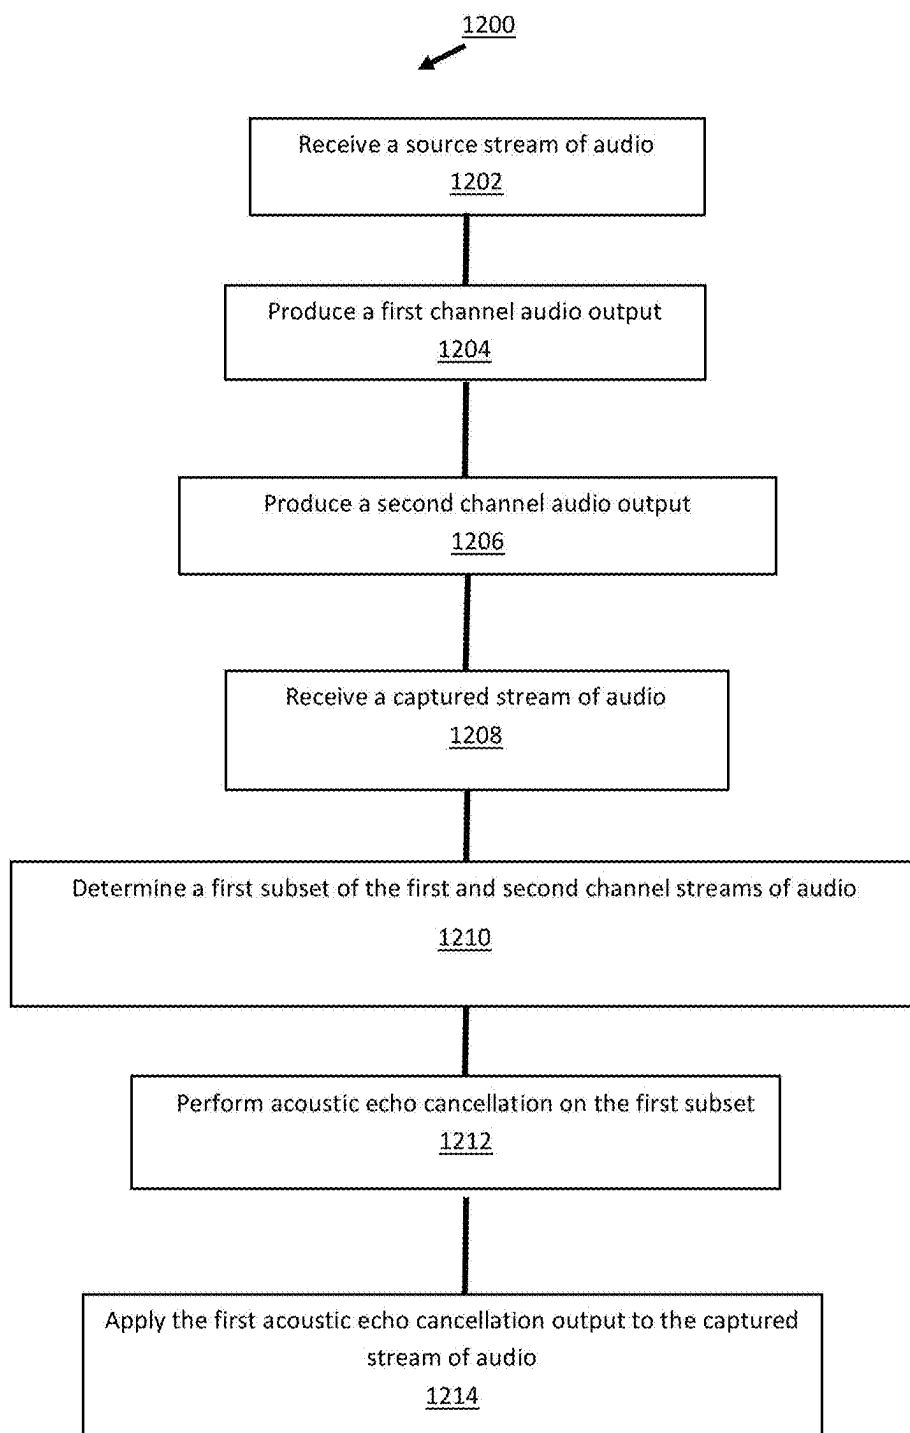 1200
Receive a source stream of audio
1202
Produce a first channel audio output
1204
Produce a second channel audio output
1206
Receive a captured stream of audio
1208
Determine a first subset of the first and second channel streams of audio
1210
Perform acoustic echo cancellation on the first subset
1212
Apply the first acoustic echo cancellation output to the captured
stream of audio
1214